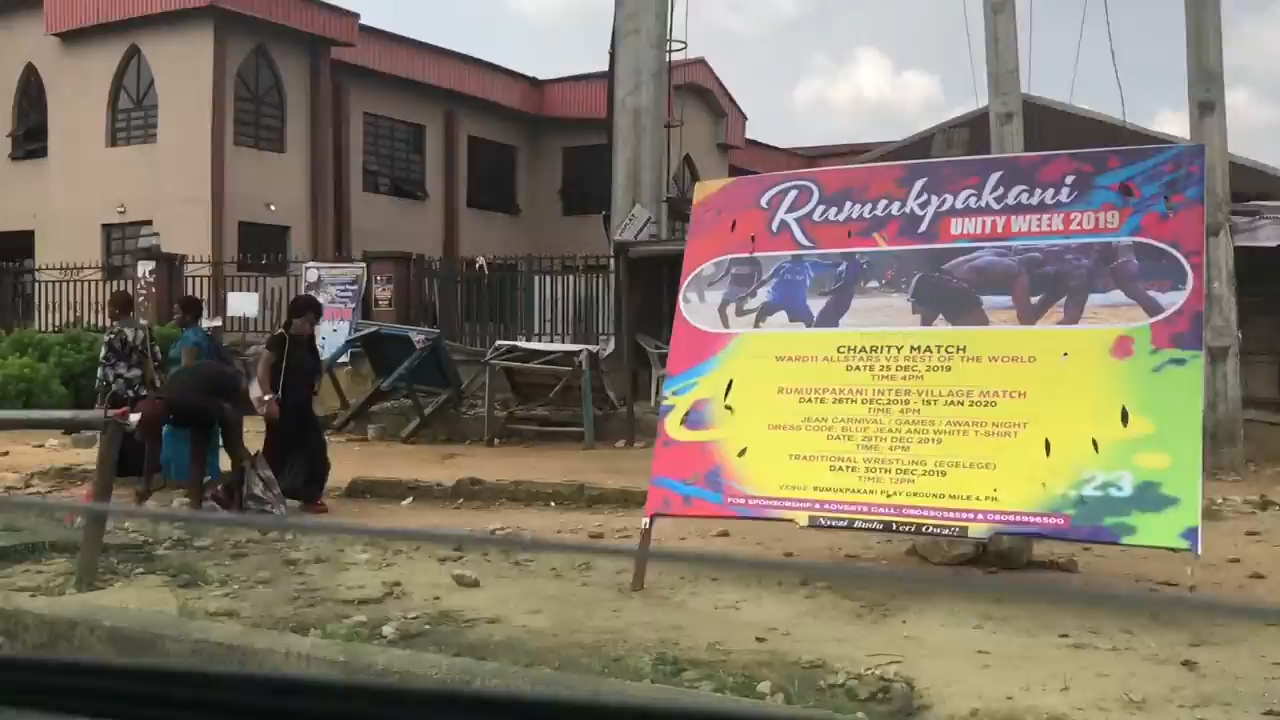 Rumukpakani
UNITY WEEK 2019
CHARITY MATCH
WARD11 ALLSTARS VS REST OF THE WORLD
DATE 25 DEC, 2019
TIME: 4PM
RUMUKPAKANI INTER-VILLAGE MATCH
DATE: 26TH DEC,2019 - 1ST JAN 2020
TIME: 4PM
JEAN CARNIVAL / GAMES / AWARD NIGHT
DRESS CODE: BLUE JEAN AND WHITE T-SHIRT
DATE: 29TH DEC 2019
TIME: 4PM
TRADITIONAL WRESTLING (EGELEGE)
DATE: 30TH DEC,2019
TIME: 12PM
VENUE: RUMUKPAKANI PLAY GROUND MILE 4, PH.
23
FOR SPONSORSHIP & ADVERTS CALL:
Nyezi Budu Yeri Owa!!